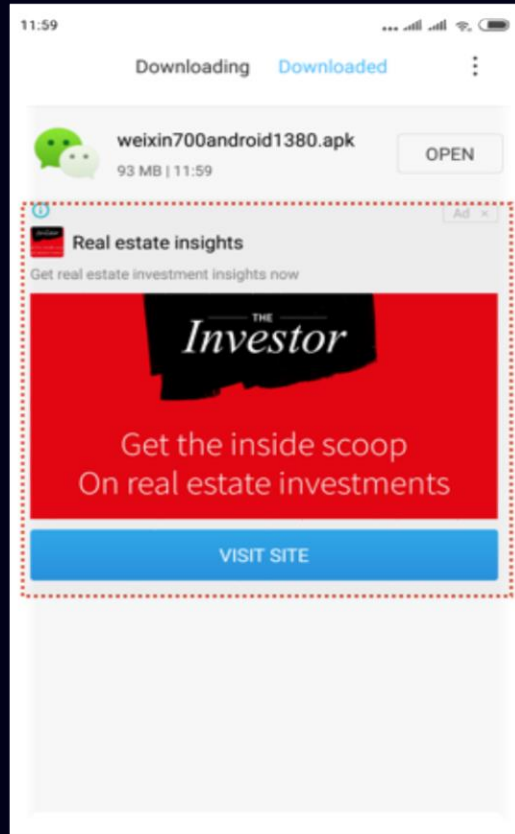 11:59
Downloading Downloaded
weixin700android1380.apk
93 MB | 11:59
OPEN
Ad ×
Real estate insights
Get real estate investment insights now
THE
Investor
Get the inside scoop
On real estate investments
VISIT SITE